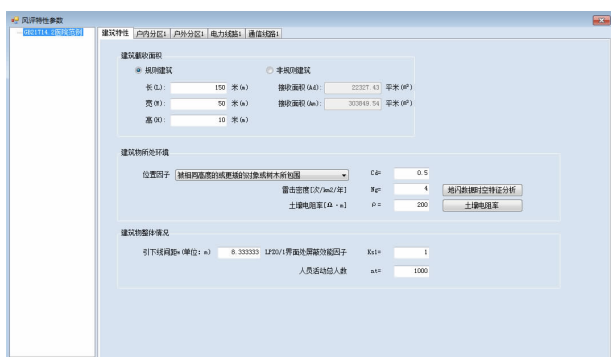 风评特性参数
GB21714.2医院范例
建筑特性 户内分区1 户外分区1 电力线路1 通信线路1
建筑截收面积
规则建筑 非规则建筑
长(L): 150 米(m) 接收面积(Ad): 22327.43 平米(m²)
宽(W): 50 米(m) 接收面积(Am): 303849.54 平米(m²)
高(H): 10 米(m)
建筑物所处环境
位置因子 被相同高度的或更矮的对象或树木所包围 Cd= 0.5
雷击密度[次/km2/年] Ng= 4 地闪数据时空特征分析
土壤电阻率[Ω·m] ρ= 200 土壤电阻率
建筑物整体情况
引下线间距w(单位: m) 8.333333 LPZ0/1界面处屏蔽效能因子 Ks1= 1
人员活动总人数 nt= 1000